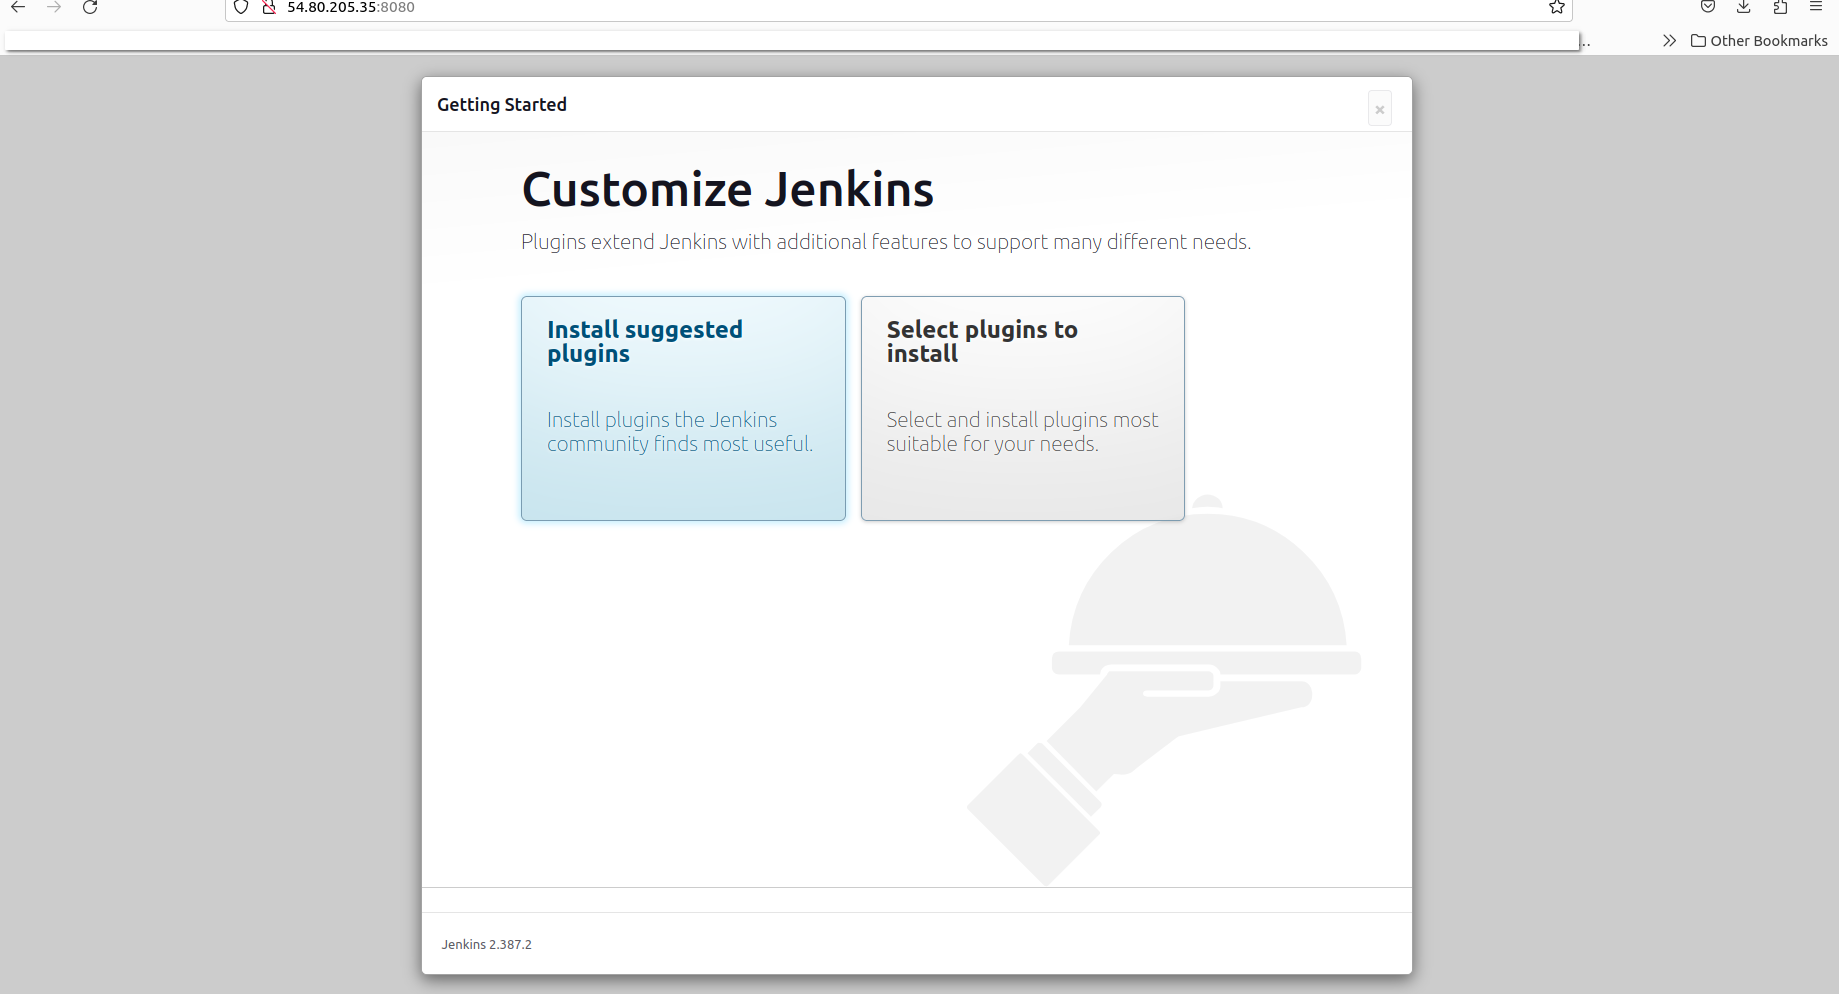 54.80.205.35:8080
Other Bookmarks
Getting Started
×
Customize Jenkins
Plugins extend Jenkins with additional features to support many different needs.
Install suggested
plugins
Install plugins the Jenkins
community finds most useful.
Select plugins to
install
Select and install plugins most
suitable for your needs.
Jenkins 2.387.2